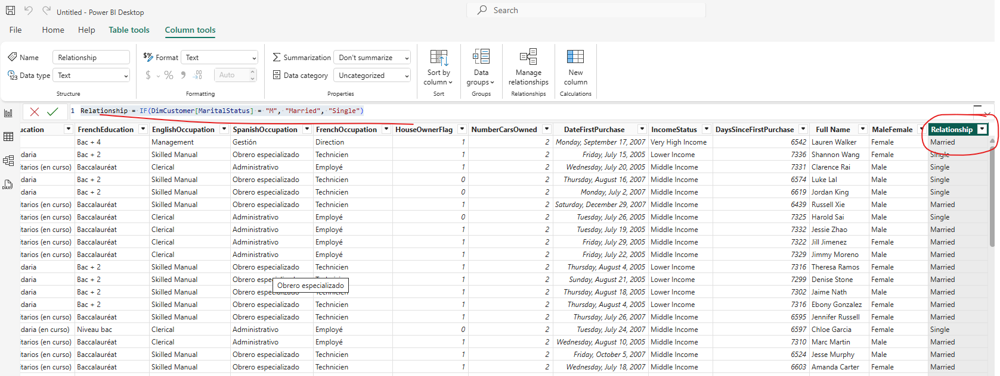 Untitled - Power BI Desktop
Search
File Home Help Table tools Column tools
Name Relationship $% Format Text Summarization Don't summarize
Data type Text $ % Auto Data category Uncategorized
Sort by column Data groups Manage relationships New column
Structure Formatting Properties Sort Groups Relationships Calculations
1 Relationship = IF(DimCustomer[MaritalStatus] = "M", "Married", "Single")
ucation FrenchEducation EnglishOccupation SpanishOccupation FrenchOccupation HouseOwnerFlag NumberCarsOwned DateFirstPurchase IncomeStatus DaysSinceFirstPurchase Full Name MaleFemale Relationship
Bac + 4 Management Gestión Direction 1 2 Monday, September 17, 2007 Very High Income 6542 Lauren Walker Female Married
daria Bac + 2 Skilled Manual Obrero especializado Technicien 1 2 Friday, July 15, 2005 Lower Income 7336 Shannon Wang Female Single
itarios (en curso) Baccalauréat Clerical Administrativo Employé 1 2 Wednesday, July 20, 2005 Middle Income 7331 Clarence Rai Male Single
daria Bac + 2 Skilled Manual Obrero especializado Technicien 0 2 Thursday, August 16, 2007 Middle Income 6574 Luke Lal Male Single
daria Bac + 2 Skilled Manual Obrero especializado Technicien 0 2 Monday, July 2, 2007 Middle Income 6619 Jordan King Male Single
itarios (en curso) Baccalauréat Skilled Manual Obrero especializado Technicien 1 2 Saturday, December 29, 2007 Middle Income 6439 Russell Xie Male Married
itarios (en curso) Baccalauréat Clerical Administrativo Employé 0 2 Tuesday, July 26, 2005 Middle Income 7325 Harold Sai Male Single
itarios (en curso) Baccalauréat Clerical Administrativo Employé 1 2 Tuesday, July 19, 2005 Middle Income 7332 Jessie Zhao Male Married
itarios (en curso) Baccalauréat Clerical Administrativo Employé 1 2 Friday, July 29, 2005 Middle Income 7322 Jill Jimenez Female Married
itarios (en curso) Baccalauréat Clerical Administrativo Employé 1 2 Friday, July 22, 2005 Middle Income 7329 Jimmy Moreno Male Married
daria Bac + 2 Skilled Manual Obrero especializado Technicien 1 2 Thursday, August 4, 2005 Lower Income 7316 Theresa Ramos Female Married
daria Bac + 2 Skilled Manual Obrero 1 2 Sunday, August 21, 2005 Lower Income 7299 Denise Stone Female Married
Obrero especializado
daria Bac + 2 Skilled Manual Obrero especializado Technicien 1 2 Thursday, August 18, 2005 Lower Income 7302 Jaime Nath Male Married
daria Bac + 2 Skilled Manual Obrero especializado Technicien 1 2 Thursday, August 4, 2005 Lower Income 7316 Ebony Gonzalez Female Married
itarios (en curso) Baccalauréat Skilled Manual Obrero especializado Technicien 1 2 Thursday, July 26, 2007 Middle Income 6595 Jennifer Russell Female Married
daria (en curso) Niveau bac Clerical Administrativo Employé 0 2 Tuesday, July 24, 2007 Middle Income 6597 Chloe Garcia Female Single
itarios (en curso) Baccalauréat Clerical Administrativo Employé 1 2 Wednesday, August 10, 2005 Middle Income 7310 Marc Martin Male Married
itarios (en curso) Baccalauréat Skilled Manual Obrero especializado Technicien 1 2 Friday, October 5, 2007 Middle Income 6524 Jesse Murphy Male Married
itarios (en curso) Baccalauréat Skilled Manual Obrero especializado Technicien 1 2 Wednesday, July 18, 2007 Middle Income 6603 Amanda Carter Female Married